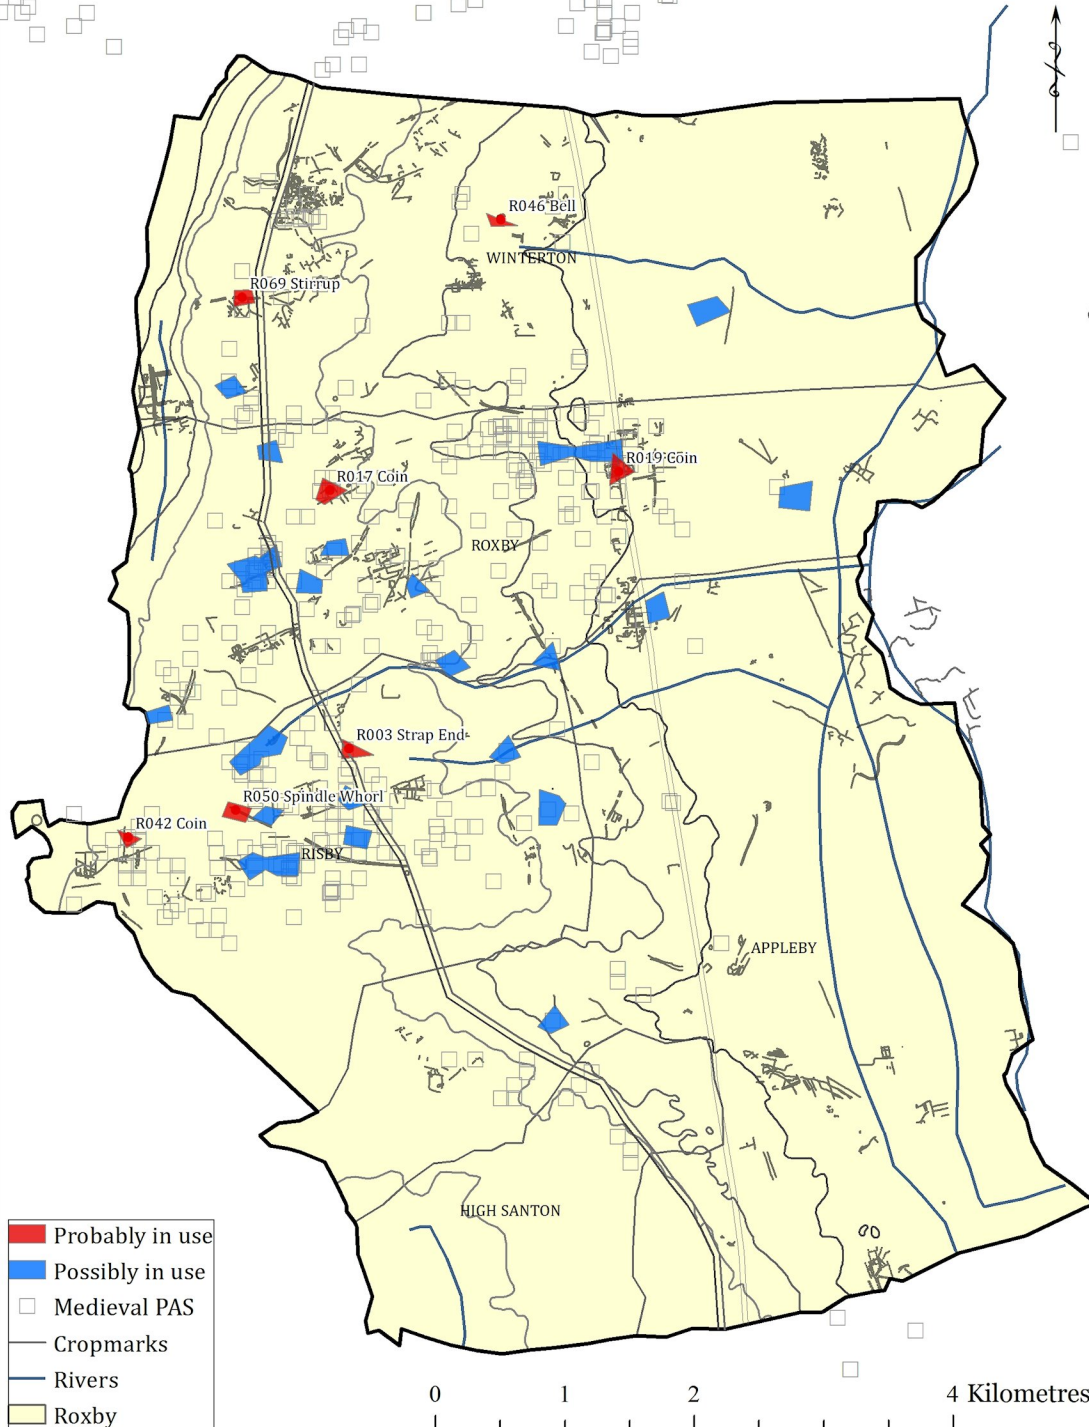 R046 Bell
WINTERTON
R069 Stirrup
R019 Coin
R017 Coin
ROXBY
R003 Strap End
R050 Spindle Whorl
R042 Coin
RISBY
APPLEBY
HIGH SANTON
Probably in use
Possibly in use
Medieval PAS
Cropmarks
Rivers
Roxby
0 1 2 4 Kilometres